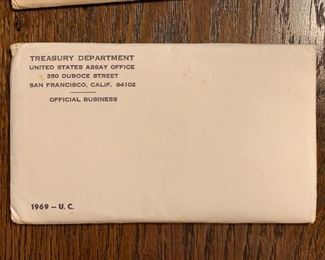 TREASURY DEPARTMENT
UNITED STATES ASSAY OFFICE
350 DUBOCE STREET
SAN FRANCISCO, CALIF. 94102
OFFICIAL BUSINESS
1969 – U. C.